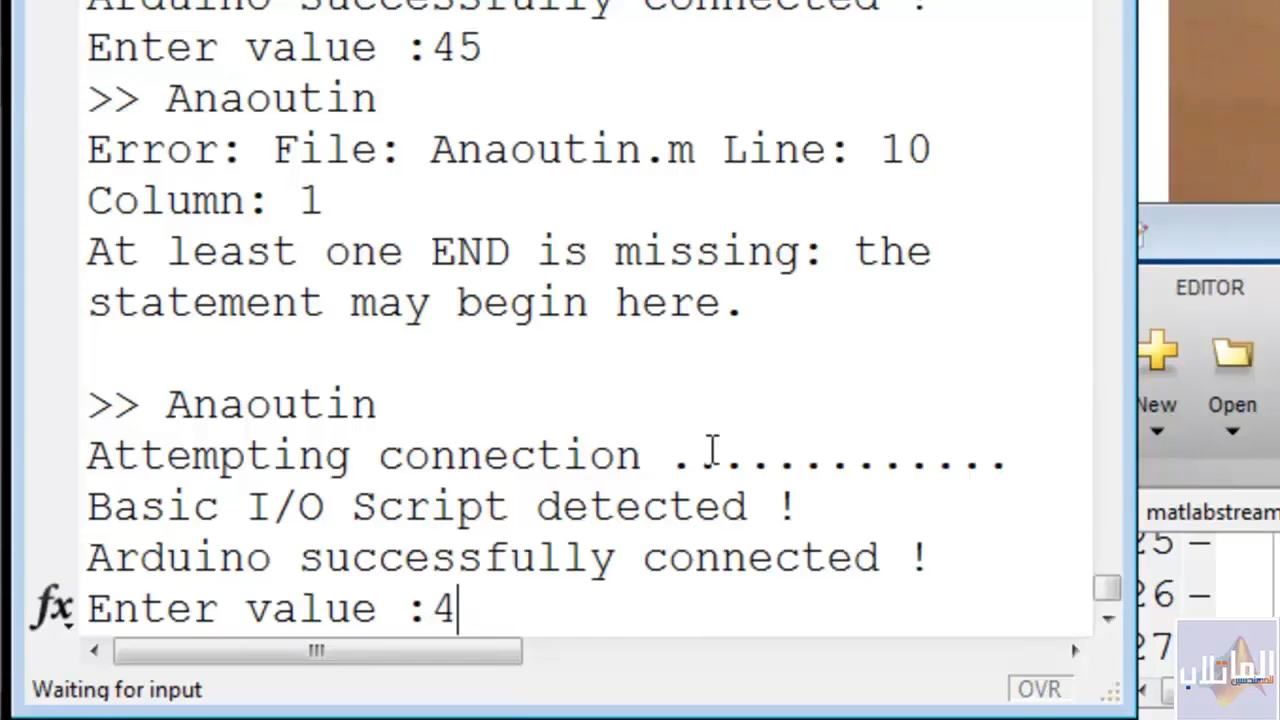 Arduino successfully connected !
Enter value :45
>> Anaoutin
Error: File: Anaoutin.m Line: 10
Column: 1
At least one END is missing: the
statement may begin here.
>> Anaoutin
Attempting connection .............
Basic I/O Script detected !
Arduino successfully connected !
fx Enter value :4
Waiting for input
OVR
EDITOR
New
Open
matlabstream
25 –
26 –
27
الماتلاب
للمهندسين